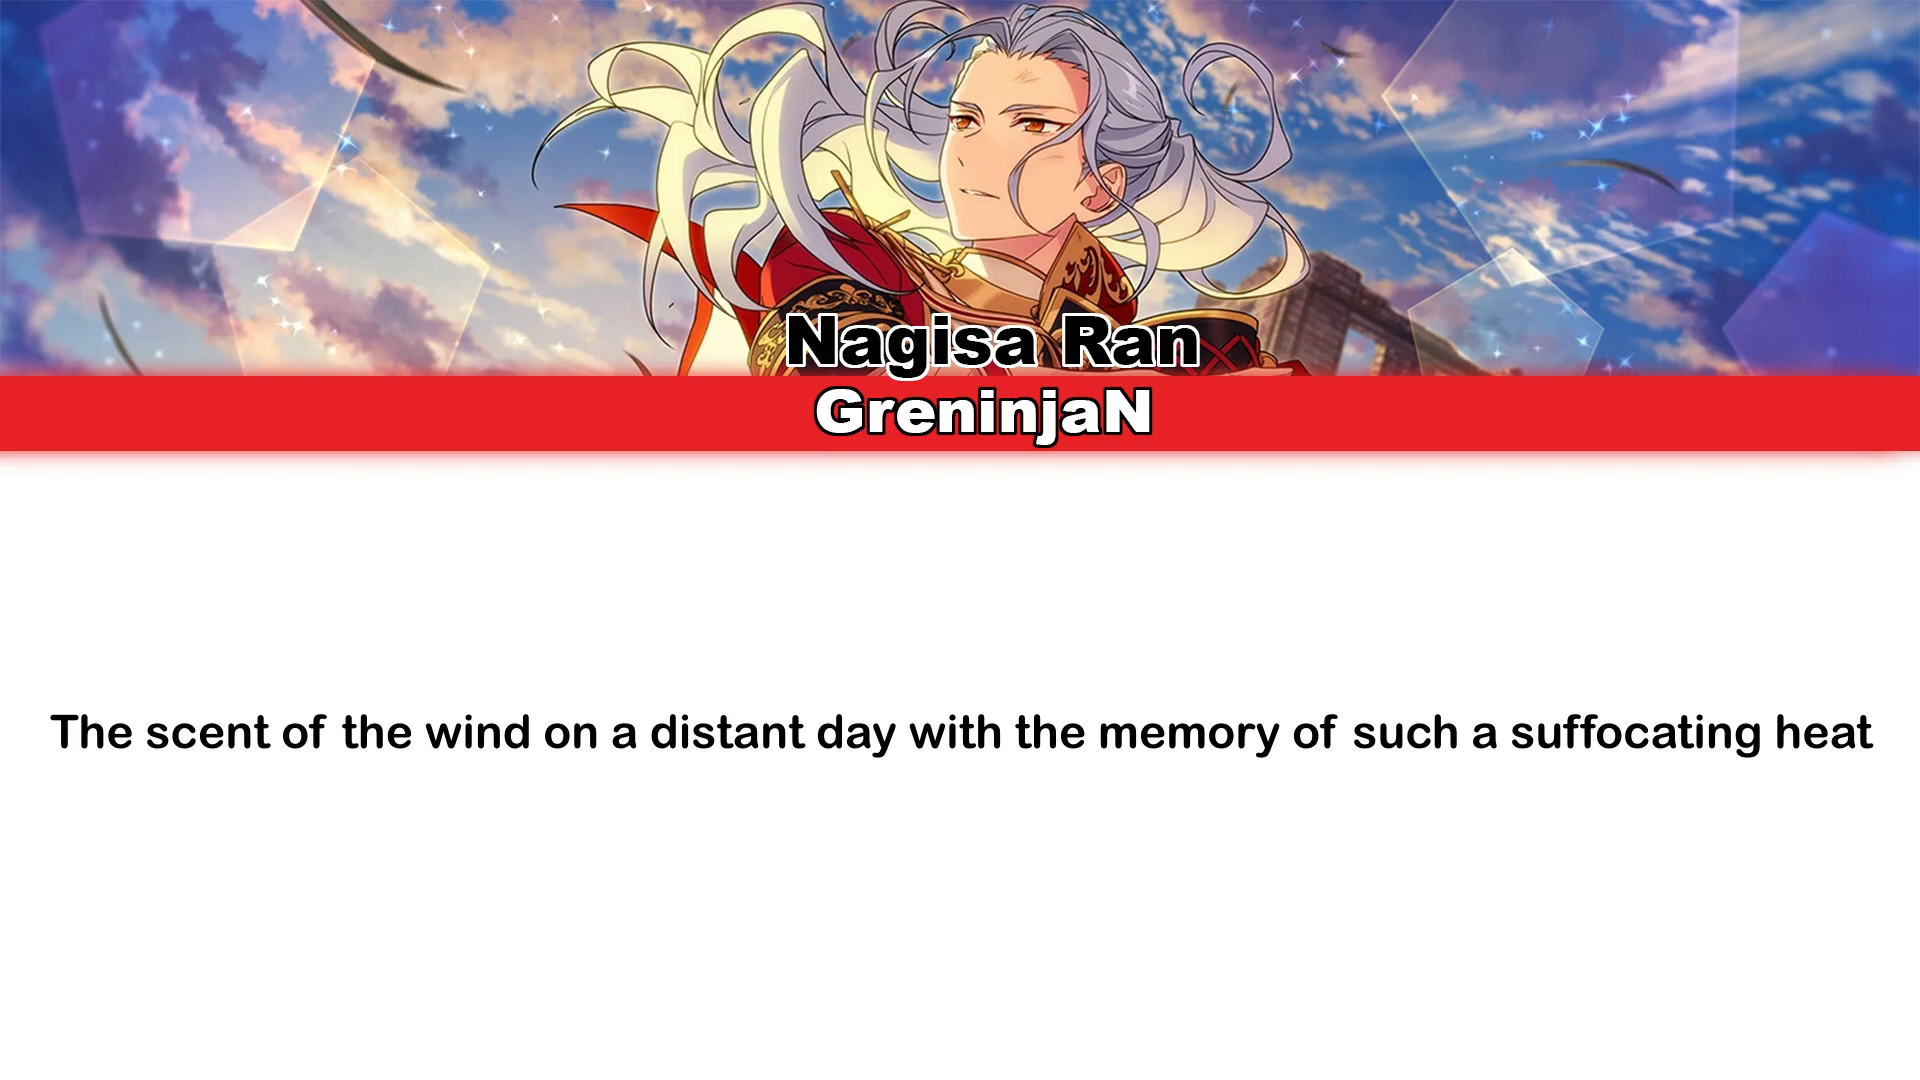 Nagisa Ran
GreninjaN
The scent of the wind on a distant day with the memory of such a suffocating heat